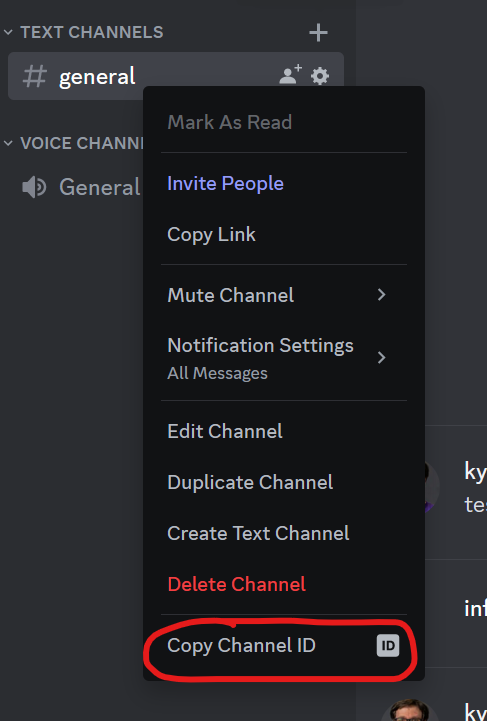 TEXT CHANNELS
general
Mark As Read
VOICE CHANN
Invite People
General
Copy Link
Mute Channel
Notification Settings
All Messages
Edit Channel
ky
Duplicate Channel
te
Create Text Channel
Delete Channel
inf
Copy Channel ID ID
ky